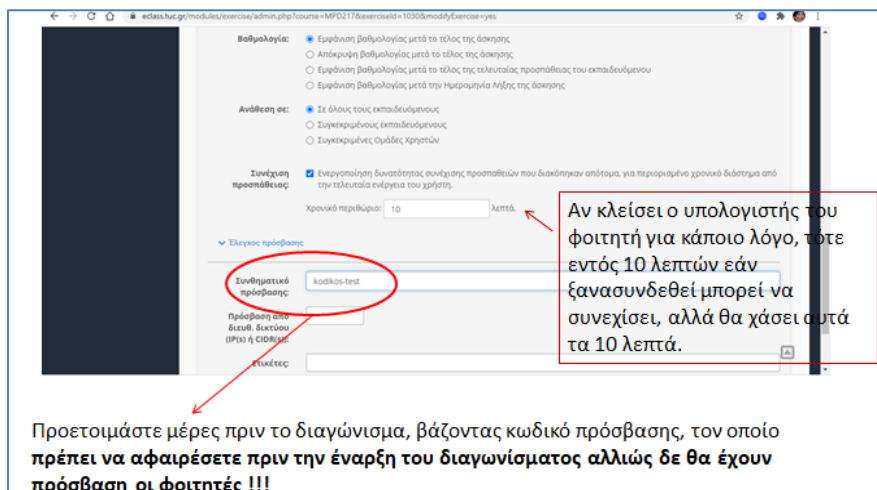 eclass.tuc.gr/modules/exercise/admin.php?course=MPD217&exerciseId=1030&modifyExercise=yes
Βαθμολογία: Εμφάνιση βαθμολογίας μετά το τέλος της άσκησης
Απόκρυψη βαθμολογίας μετά το τέλος της άσκησης
Εμφάνιση βαθμολογίας μετά το τέλος της τελευταίας προσπάθειας του εκπαιδευόμενου
Εμφάνιση βαθμολογίας μετά την Ημερομηνία Λήξης της άσκησης
Ανάθεση σε: Σε όλους τους εκπαιδευόμενους
Συγκεκριμένους εκπαιδευόμενους
Συγκεκριμένες Ομάδες Χρηστών
Συνέχιση
προσπάθειας:
Ενεργοποίηση δυνατότητας συνέχισης προσπαθειών που διακόπηκαν απότομα, για περιορισμένο χρονικό διάστημα από
την τελευταία ενέργεια του χρήστη.
Χρονικό περιθώριο: 10 λεπτά.
Αν κλείσει ο υπολογιστής του
φοιτητή για κάποιο λόγο, τότε
εντός 10 λεπτών εάν
ξανασυνδεθεί μπορεί να
συνεχίσει, αλλά θα χάσει αυτά
τα 10 λεπτά.
Έλεγχος πρόσβασης
Συνθηματικό
πρόσβασης:
kodikos-test
Πρόσβαση από
διευθ. δικτύου
(IP(s) ή CIDR(s)):
Ετικέτες:
Προετοιμάστε μέρες πριν το διαγώνισμα, βάζοντας κωδικό πρόσβασης, τον οποίο
πρέπει να αφαιρέσετε πριν την έναρξη του διαγωνίσματος αλλιώς δε θα έχουν
πρόσβαση οι φοιτητές !!!